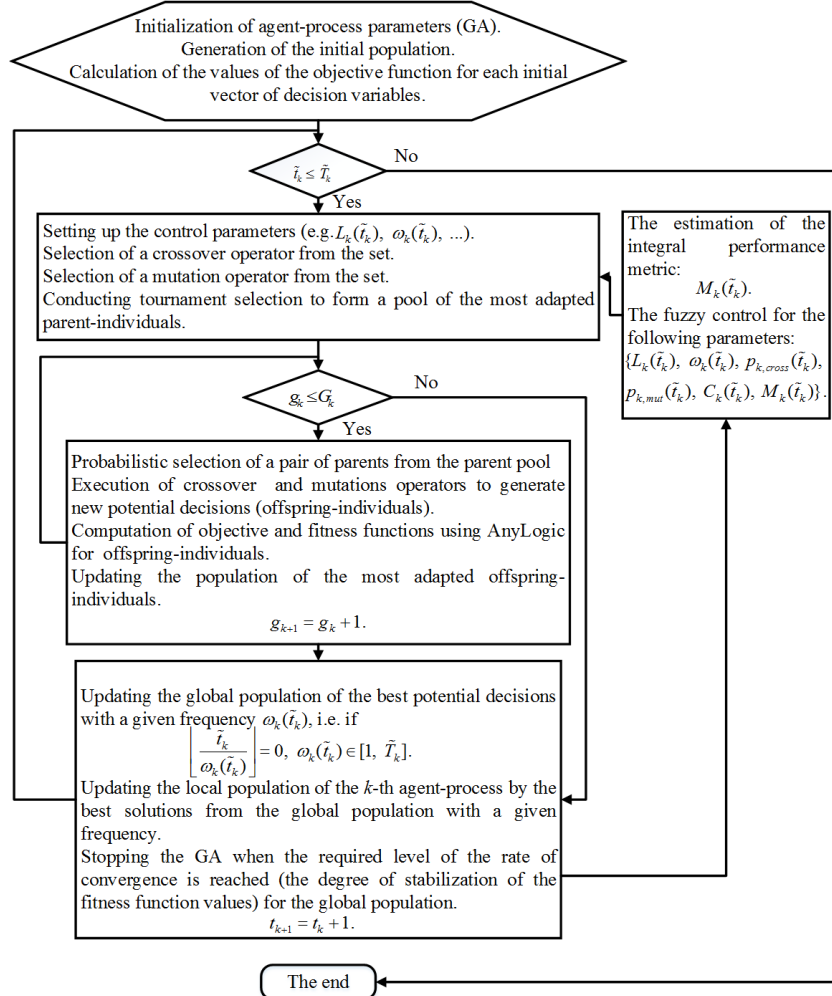 Initialization of agent-process parameters (GA).
Generation of the initial population.
Calculation of the values of the objective function for each initial
vector of decision variables.
t̃ₖ ≤ T̃ₖ
No
Yes
Setting up the control parameters (e.g. Lₖ(t̃ₖ), ωₖ(t̃ₖ), ...).
Selection of a crossover operator from the set.
Selection of a mutation operator from the set.
Conducting tournament selection to form a pool of the most adapted
parent-individuals.
The estimation of the
integral performance
metric:
Mₖ(t̃ₖ).
The fuzzy control for the
following parameters:
{Lₖ(t̃ₖ), ωₖ(t̃ₖ), p_{k,cross}(t̃ₖ),
p_{k,mut}(t̃ₖ), Cₖ(t̃ₖ), Mₖ(t̃ₖ)}.
gₖ ≤ Gₖ
No
Yes
Probabilistic selection of a pair of parents from the parent pool
Execution of crossover and mutations operators to generate
new potential decisions (offspring-individuals).
Computation of objective and fitness functions using AnyLogic
for offspring-individuals.
Updating the population of the most adapted offspring-
individuals.
gₖ₊₁ = gₖ + 1.
Updating the global population of the best potential decisions
with a given frequency ωₖ(t̃ₖ), i.e. if
⌊t̃ₖ / ωₖ(t̃ₖ)⌋ = 0, ωₖ(t̃ₖ) ∈ [1, T̃ₖ].
Updating the local population of the k-th agent-process by the
best solutions from the global population with a given
frequency.
Stopping the GA when the required level of the rate of
convergence is reached (the degree of stabilization of the
fitness function values) for the global population.
tₖ₊₁ = tₖ + 1.
The end